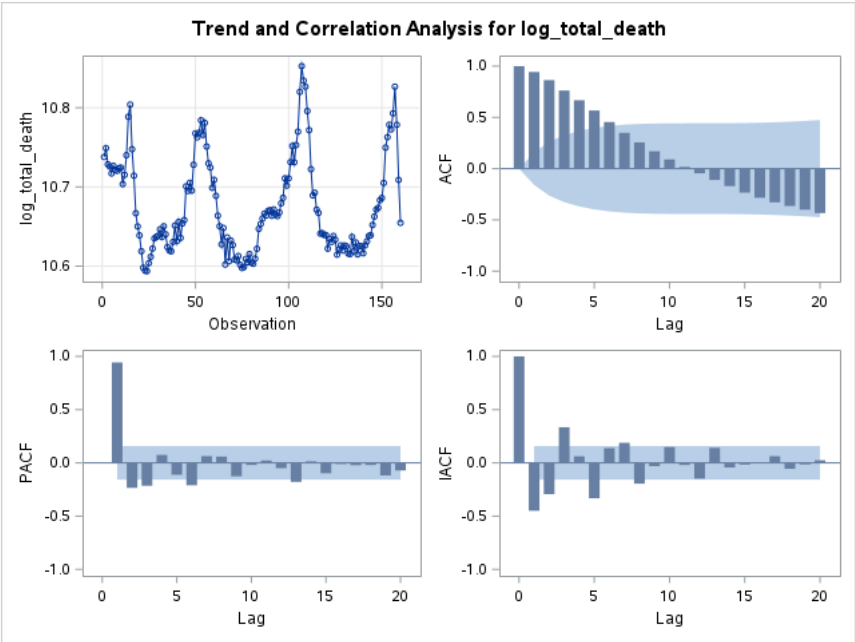 Trend and Correlation Analysis for log_total_death
log_total_death
10.8
10.7
10.6
0 50 100 150
Observation
ACF
1.0
0.5
0.0
-0.5
-1.0
0 5 10 15 20
Lag
PACF
1.0
0.5
0.0
-0.5
-1.0
0 5 10 15 20
Lag
IACF
1.0
0.5
0.0
-0.5
-1.0
0 5 10 15 20
Lag